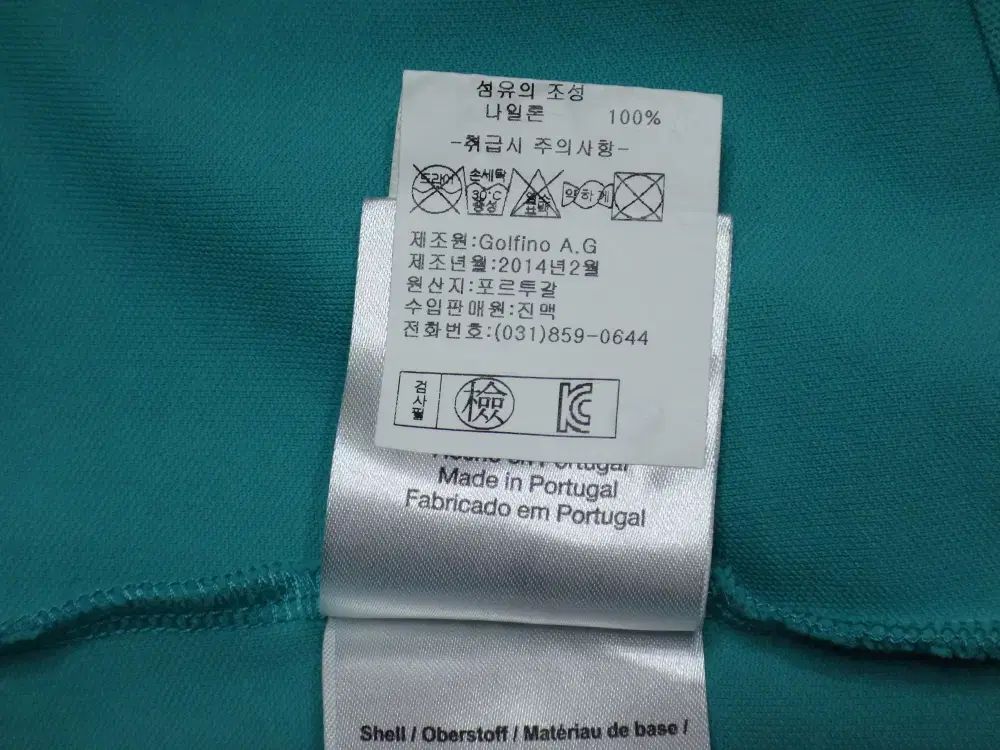 섬유의 조성
나일론 100%
-취급시 주의사항-
드라이 손세탁 30°C 중성 염소 표백 약하게
제조원:Golfino A.G
제조년월:2014년2월
원산지:포르투갈
수입판매원:진맥
전화번호:(031)859-0644
검사필 檢 KC
Hecho en Portugal
Made in Portugal
Fabricado em Portugal
Shell / Oberstoff / Matériau de base /